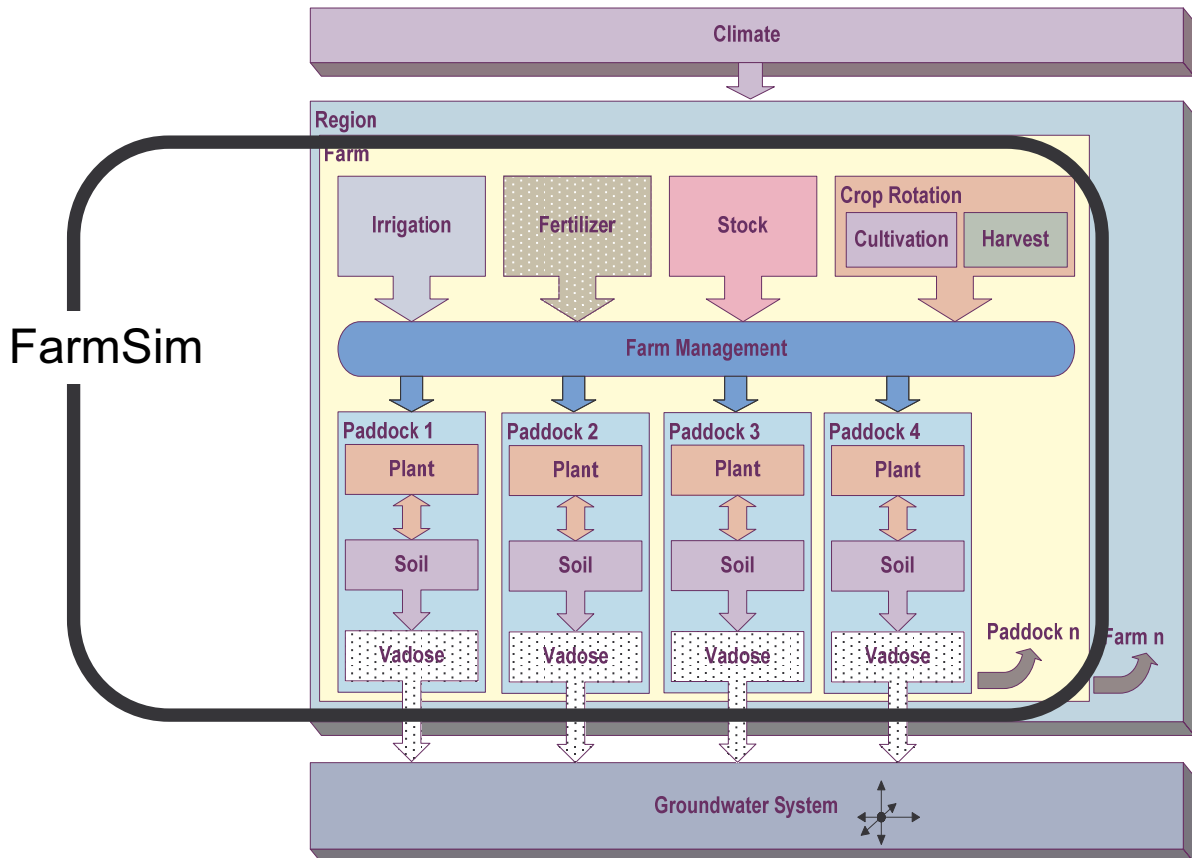 Climate
Region
Farm
Irrigation
Fertilizer
Stock
Crop Rotation
Cultivation
Harvest
FarmSim
Farm Management
Paddock 1
Paddock 2
Paddock 3
Paddock 4
Plant
Plant
Plant
Plant
Soil
Soil
Soil
Soil
Vadose
Vadose
Vadose
Vadose
Paddock n
Farm n
Groundwater System